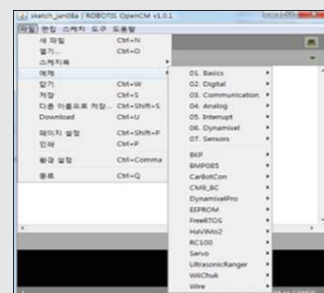 sketch_jan08a | ROBOTIS OpenCM v1.0.1
파일 편집 스케치 도구 도움말
새 파일 Ctrl+N
열기... Ctrl+O
스케치북
예제
닫기 Ctrl+W
저장 Ctrl+S
다른 이름으로 저장... Ctrl+Shift+S
Download Ctrl+U
페이지 설정 Ctrl+Shift+P
인쇄 Ctrl+P
환경 설정 Ctrl+Comma
종료 Ctrl+Q
01. Basics
02. Digital
03. Communication
04. Analog
05. Interrupt
06. Dynamixel
07. Sensors
BKP
BMP085
CarBotCon
CM9_BC
DynamixelPro
EEPROM
FreeRTOS
HaViMo2
RC100
Servo
UltrasonicRanger
WiiChuk
Wire